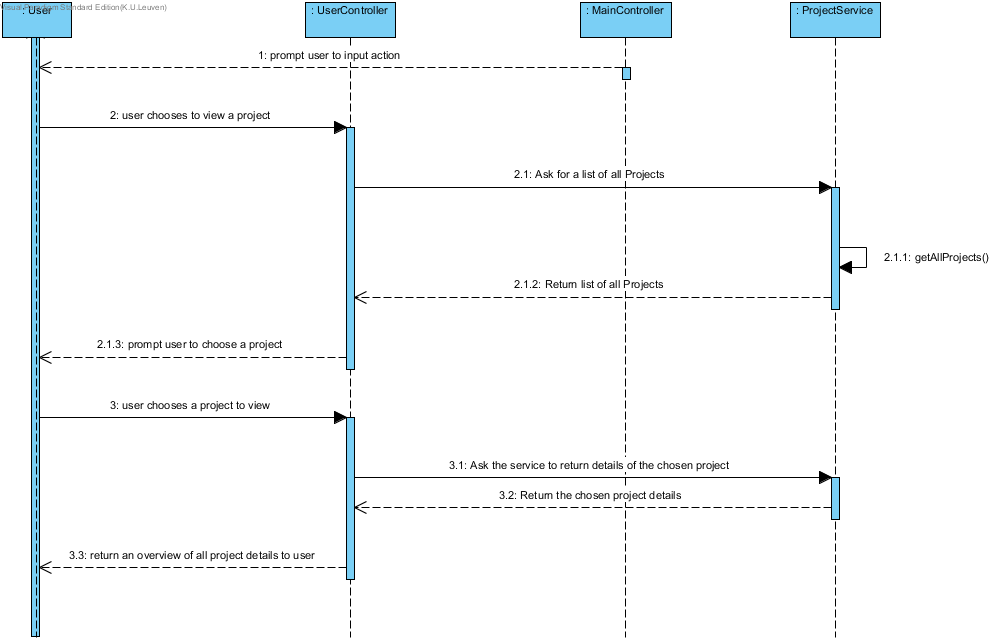 Visual Paradigm Standard Edition(K.U.Leuven)
: User
: UserController
: MainController
: ProjectService
1: prompt user to input action
2: user chooses to view a project
2.1: Ask for a list of all Projects
2.1.1: getAllProjects()
2.1.2: Return list of all Projects
2.1.3: prompt user to choose a project
3: user chooses a project to view
3.1: Ask the service to return details of the chosen project
3.2: Return the chosen project details
3.3: return an overview of all project details to user